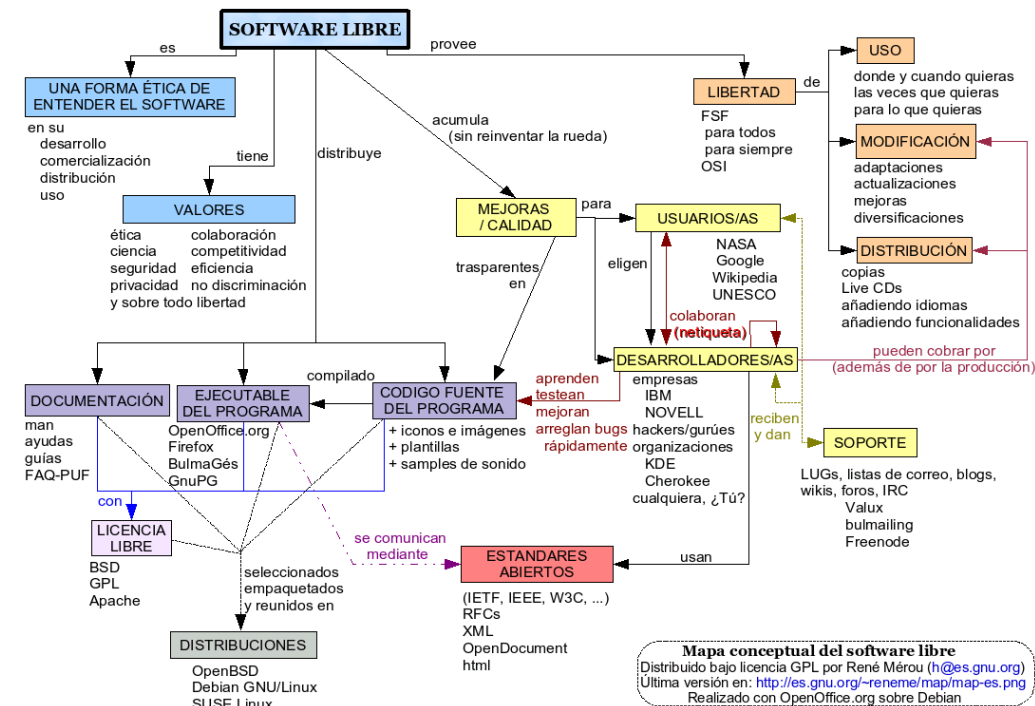 SOFTWARE LIBRE
es
provee
UNA FORMA ÉTICA DE
ENTENDER EL SOFTWARE
en su
desarrollo
comercialización
distribución
uso
tiene
distribuye
acumula
(sin reinventar la rueda)
VALORES
ética
ciencia
seguridad
privacidad
y sobre todo libertad
colaboración
competitividad
eficiencia
no discriminación
LIBERTAD
FSF
para todos
para siempre
OSI
de
USO
donde y cuando quieras
las veces que quieras
para lo que quieras
MODIFICACIÓN
adaptaciones
actualizaciones
mejoras
diversificaciones
DISTRIBUCIÓN
copias
Live CDs
añadiendo idiomas
añadiendo funcionalidades
MEJORAS
/ CALIDAD
para
trasparentes
en
USUARIOS/AS
NASA
Google
Wikipedia
UNESCO
eligen
colaboran
(netiqueta)
DESARROLLADORES/AS
empresas
IBM
NOVELL
hackers/gurúes
organizaciones
KDE
Cherokee
cualquiera, ¿Tú?
pueden cobrar por
(además de por la producción)
aprenden
testean
mejoran
arreglan bugs
rápidamente
reciben
y dan
SOPORTE
LUGs, listas de correo, blogs,
wikis, foros, IRC
Valux
bulmailing
Freenode
DOCUMENTACIÓN
man
ayudas
guías
FAQ-PUF
EJECUTABLE
DEL PROGRAMA
OpenOffice.org
Firefox
BulmaGés
GnuPG
compilado
CODIGO FUENTE
DEL PROGRAMA
+ iconos e imágenes
+ plantillas
+ samples de sonido
con
LICENCIA
LIBRE
BSD
GPL
Apache
seleccionados
empaquetados
y reunidos en
se comunican
mediante
ESTANDARES
ABIERTOS
(IETF, IEEE, W3C, ...)
RFCs
XML
OpenDocument
html
usan
DISTRIBUCIONES
OpenBSD
Debian GNU/Linux
SUSE Linux
Mapa conceptual del software libre
Distribuido bajo licencia GPL por René Mérou (h@es.gnu.org)
Última versión en: http://es.gnu.org/~reneme/map/map-es.png
Realizado con OpenOffice.org sobre Debian